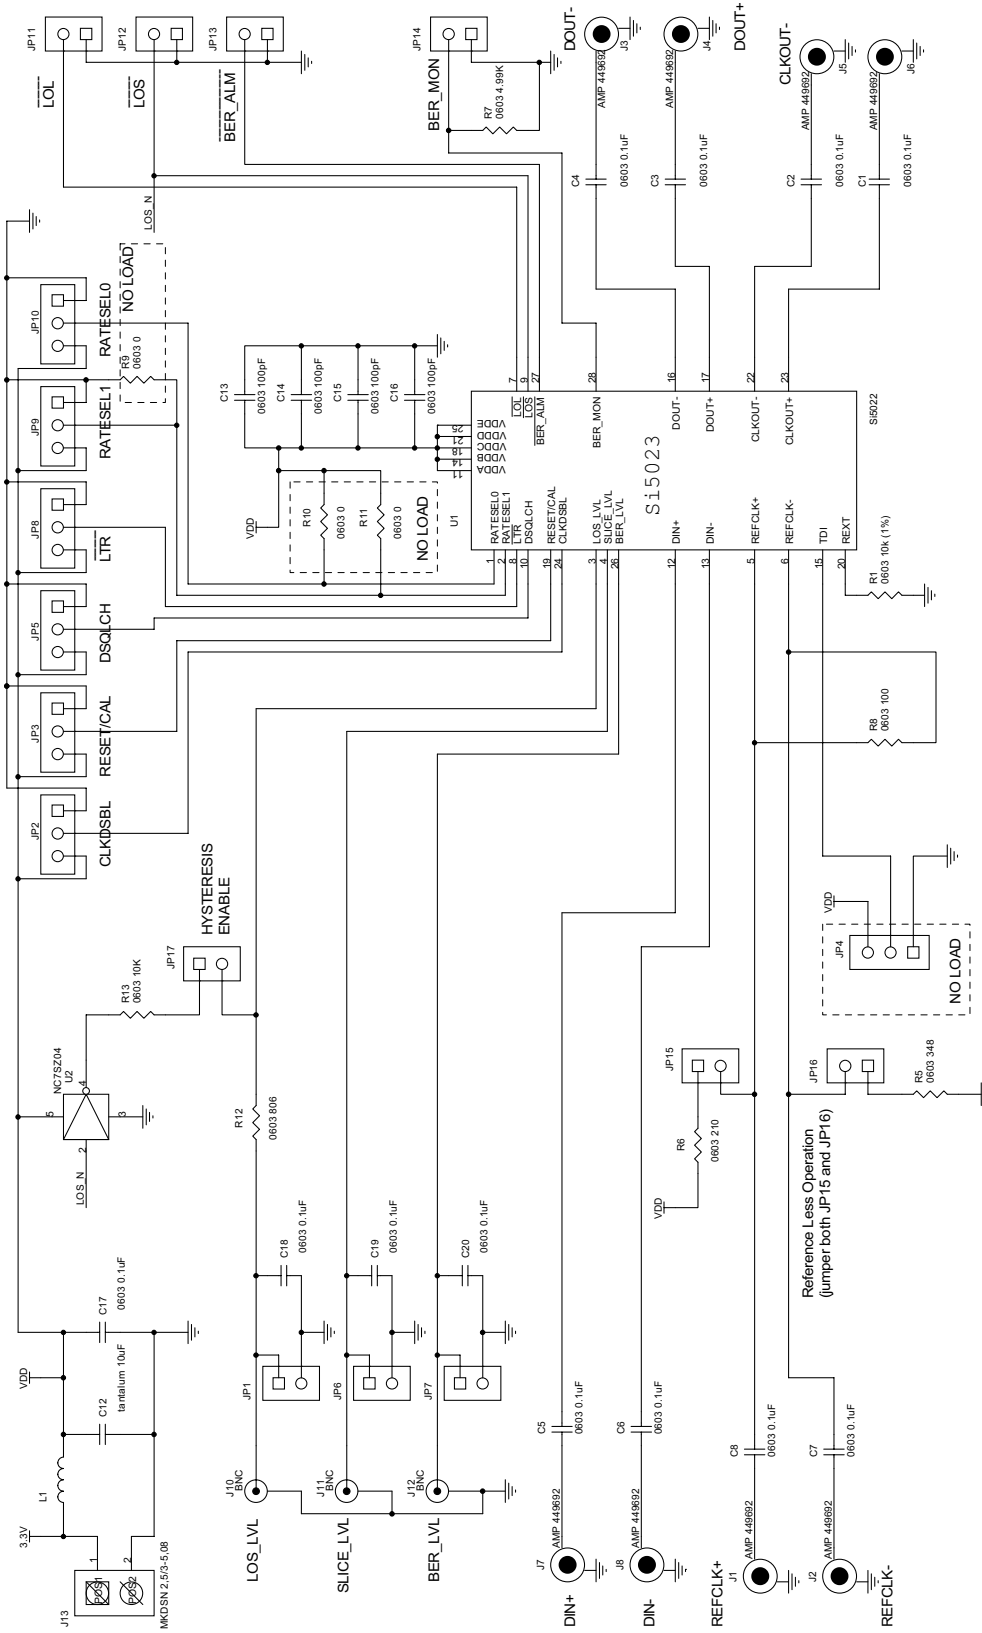 J13
POS1
POS2
1
2
MKDSN 2,5/3-5,08
3.3V
L1
VDD
C12
tantalum 10uF
C17
0603 0.1uF
LOS_N
2
5
3
4
NC7SZ04
U2
R13
0603 10K
JP17
HYSTERESIS
ENABLE
JP2
CLKDSBL
JP3
RESET/CAL
JP5
DSQLCH
JP8
LTR
JP9
RATESEL1
JP10
RATESEL0
R9
0603 0
NO LOAD
LOS_N
JP11
LOL
JP12
LOS
JP13
BER_ALM
JP14
BER_MON
R7
0603 4.99K
LOS_LVL
J10
BNC
JP1
C18
0603 0.1uF
R12
0603 806
SLICE_LVL
J11
BNC
JP6
C19
0603 0.1uF
BER_LVL
J12
BNC
JP7
C20
0603 0.1uF
VDD
R10
0603 0
R11
0603 0
NO LOAD
C13
0603 100pF
C14
0603 100pF
C15
0603 100pF
C16
0603 100pF
U1
Si5023
Si5022
VDDA
VDDB
VDDC
VDDD
VDDE
11
14
18
21
25
1
RATESEL0
2
RATESEL1
8
LTR
10
DSQLCH
19
RESET/CAL
24
CLKDSBL
3
LOS_LVL
4
SLICE_LVL
26
BER_LVL
12
DIN+
13
DIN-
5
REFCLK+
6
REFCLK-
15
TDI
20
REXT
LOL
7
LOS
9
BER_ALM
27
BER_MON
28
DOUT-
16
DOUT+
17
CLKOUT-
22
CLKOUT+
23
C4
0603 0.1uF
AMP 449692
J3
DOUT-
C3
0603 0.1uF
AMP 449692
J4
DOUT+
C2
0603 0.1uF
AMP 449692
J5
CLKOUT-
C1
0603 0.1uF
AMP 449692
J6
R1
0603 10k (1%)
R8
0603 100
DIN+
J7
AMP 449692
C5
0603 0.1uF
DIN-
J8
AMP 449692
C6
0603 0.1uF
VDD
R6
0603 210
JP15
VDD
JP4
NO LOAD
REFCLK+
J1
AMP 449692
C8
0603 0.1uF
REFCLK-
J2
AMP 449692
C7
0603 0.1uF
Reference Less Operation
(jumper both JP15 and JP16)
JP16
R5
0603 348